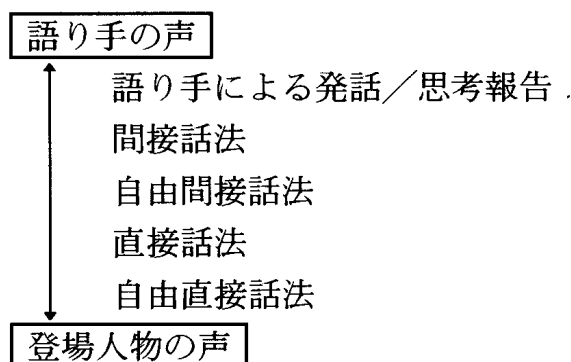 語り手の声
語り手による発話／思考報告
間接話法
自由間接話法
直接話法
自由直接話法
登場人物の声